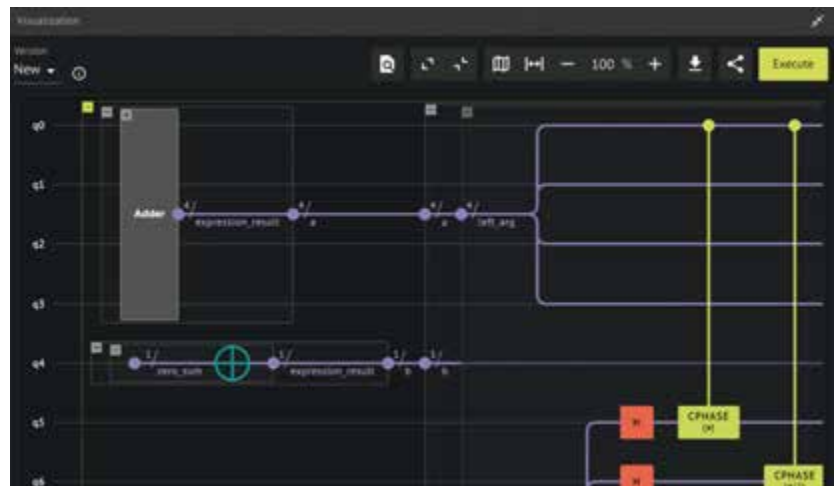 Visualization
Version
New
100 %
Execute
q0
q1
4/ 4/ 4/ 4/
Adder
expression_result a a left_arg
q2
q3
q4
1/ 1/ 1/ 1/
zero_sum expression_result b b
q5
H CPHASE
q6
H CPHASE